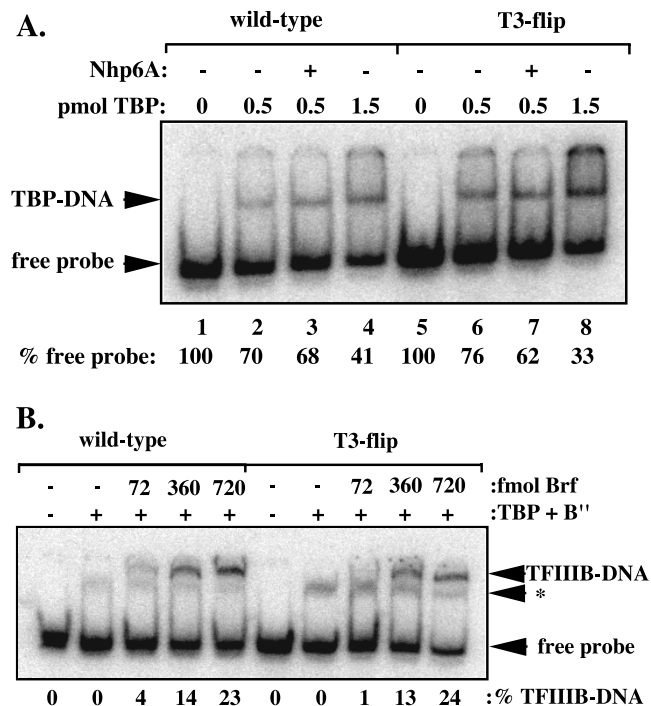 A.
wild-type T3-flip
Nhp6A: - - + - - - + -
pmol TBP: 0 0.5 0.5 1.5 0 0.5 0.5 1.5
TBP-DNA
free probe
1 2 3 4 5 6 7 8
% free probe: 100 70 68 41 100 76 62 33
B.
wild-type T3-flip
- - 72 360 720 - - 72 360 720 :fmol Brf
- + + + + - + + + + :TBP + B''
TFIIIB-DNA
*
free probe
0 0 4 14 23 0 0 1 13 24 :% TFIIIB-DNA